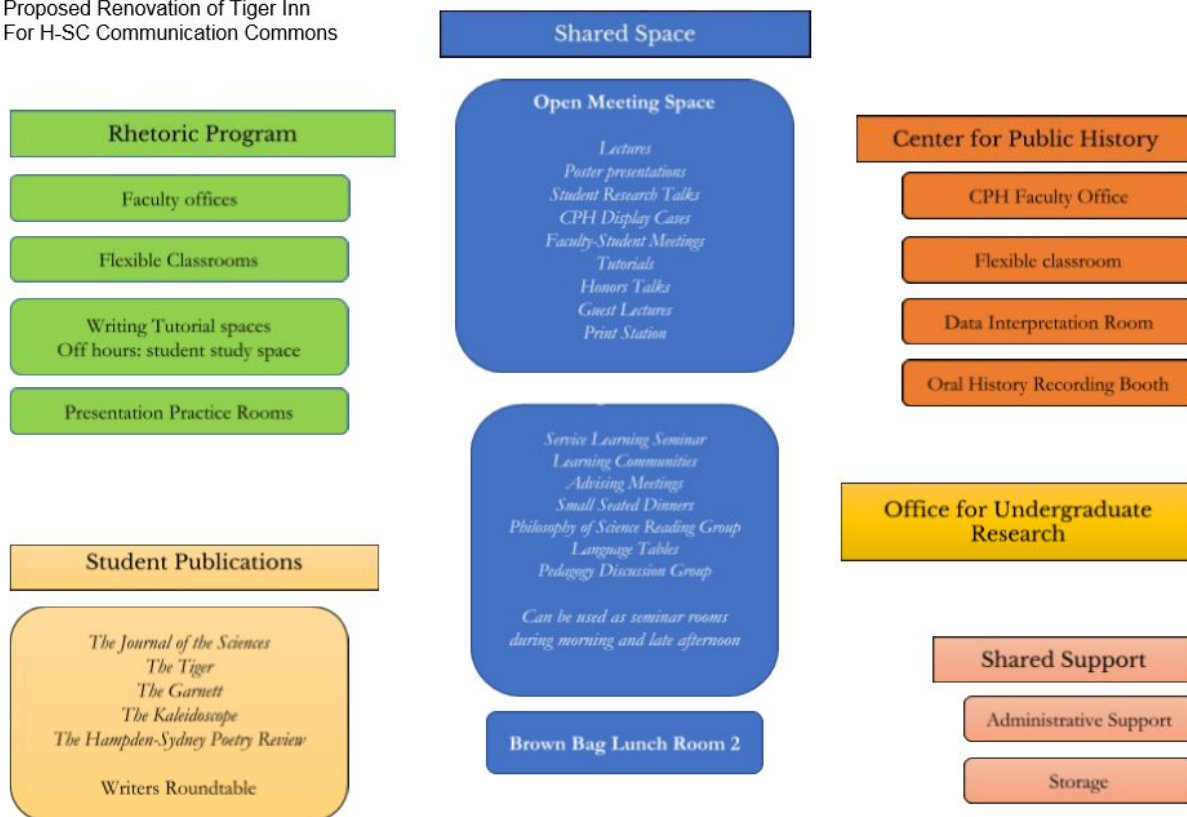 Proposed Renovation of Tiger Inn
For H-SC Communication Commons
Rhetoric Program
Faculty offices
Flexible Classrooms
Writing Tutorial spaces
Off hours: student study space
Presentation Practice Rooms
Student Publications
The Journal of the Sciences
The Tiger
The Garnett
The Kaleidoscope
The Hampden-Sydney Poetry Review
Writers Roundtable
Shared Space
Open Meeting Space
Lectures
Poster presentations
Student Research Talks
CPH Display Cases
Faculty-Student Meetings
Tutorials
Honors Talks
Guest Lectures
Print Station
Service Learning Seminar
Learning Communities
Advising Meetings
Small Seated Dinners
Philosophy of Science Reading Group
Language Tables
Pedagogy Discussion Group
Can be used as seminar rooms
during morning and late afternoon
Brown Bag Lunch Room 2
Center for Public History
CPH Faculty Office
Flexible classroom
Data Interpretation Room
Oral History Recording Booth
Office for Undergraduate
Research
Shared Support
Administrative Support
Storage